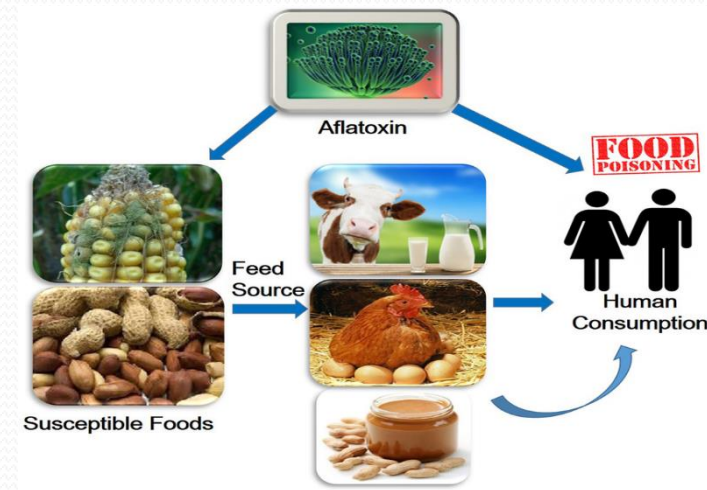 Aflatoxin
FOOD
POISONING
Feed
Source
Human
Consumption
Susceptible Foods